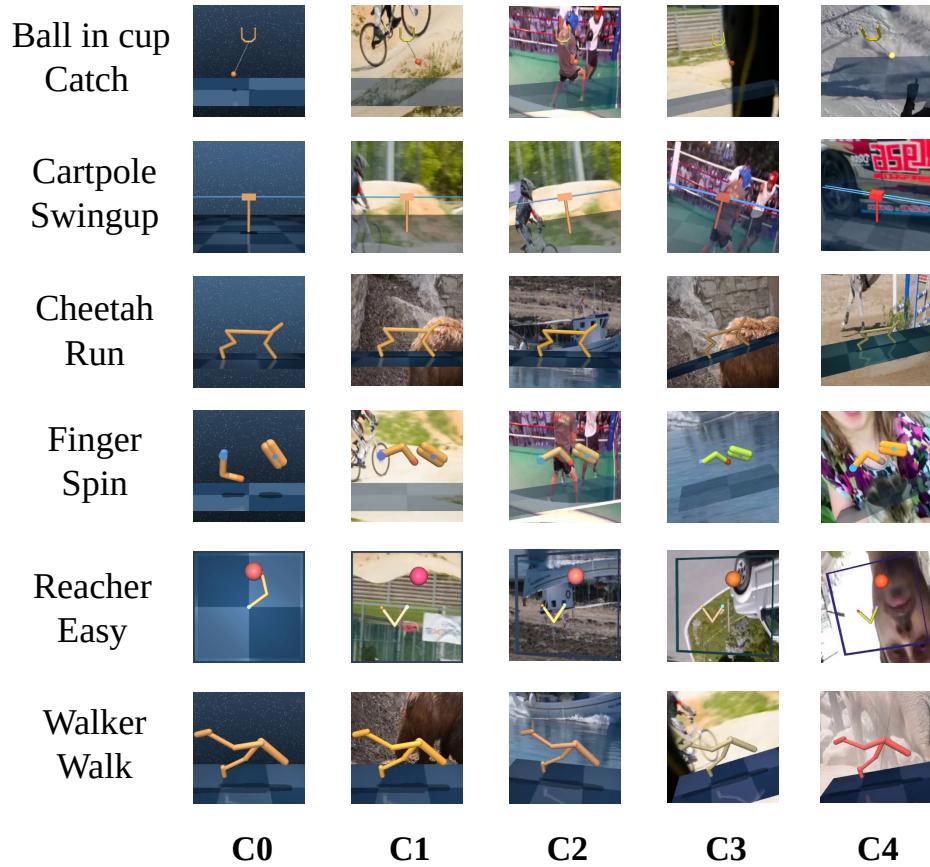 Ball in cup
Catch
Cartpole
Swingup
Cheetah
Run
Finger
Spin
Reacher
Easy
Walker
Walk
C0 C1 C2 C3 C4